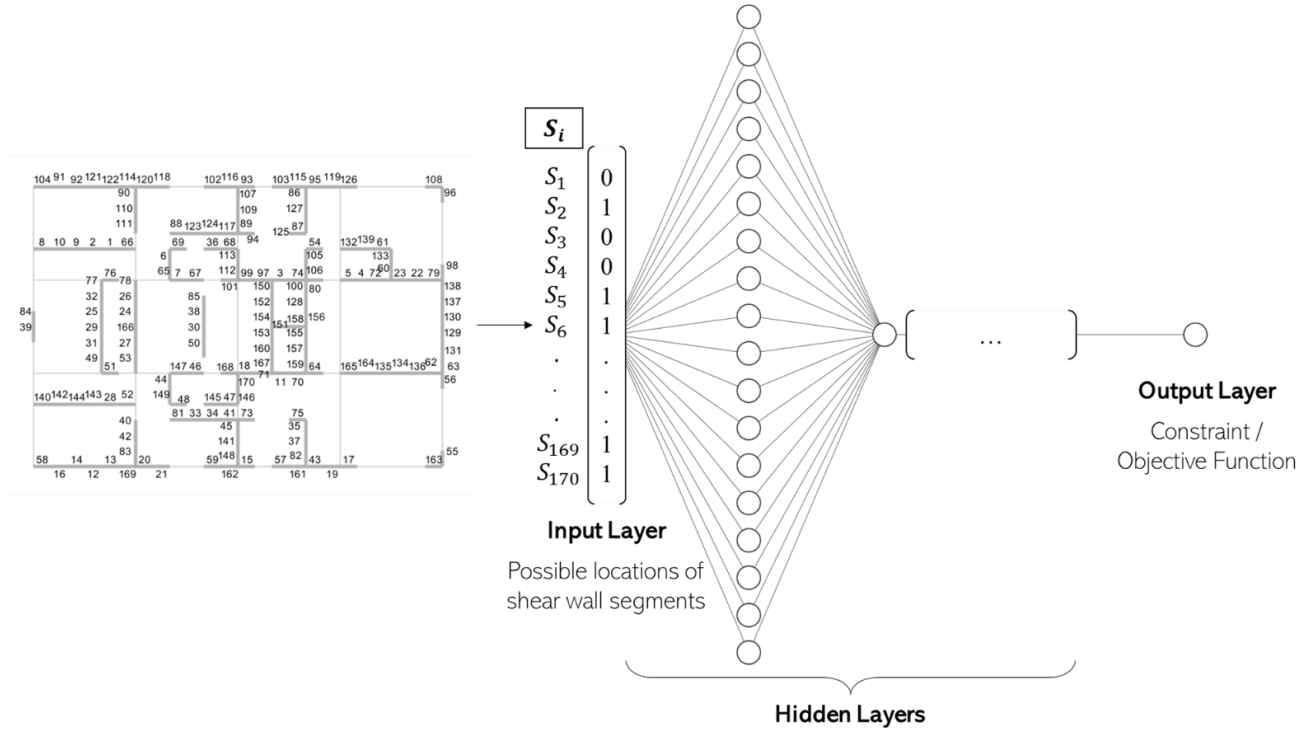 S_i
104 91 92 121 122 114 120 118 102 116 93 103 115 95 119 126 108
90 107 86 96
110 109 127
111 88 123 124 117 89 125 87
94
8 10 9 2 1 66 69 36 68 54 132 139 61
6 113 105 133
65 7 67 112 99 97 3 74 106 5 4 72 60 23 22 79 98
76
77 78 101 150 100 80 138
32 26 85 152 128 137
25 24 38 154 156 130
84
39 29 166 30 151 158 129
31 27 153 155
49 53 50 160 157 131
51 147 46 168 18 167 159 64 165 164 135 134 136 62 63
71
44 170 11 70 56
140 142 144 143 28 52 149 48 145 47 146
81 33 34 41 73 75
40 45 35
42 141 37
83 148 82 55
58 14 13 20 59 15 57 43 17 163
16 12 169 21 162 161 19
S_1 0
S_2 1
S_3 0
S_4 0
S_5 1
S_6 1
. .
. .
. .
S_169 1
S_170 1
...
Input Layer
Possible locations of
shear wall segments
Output Layer
Constraint /
Objective Function
Hidden Layers